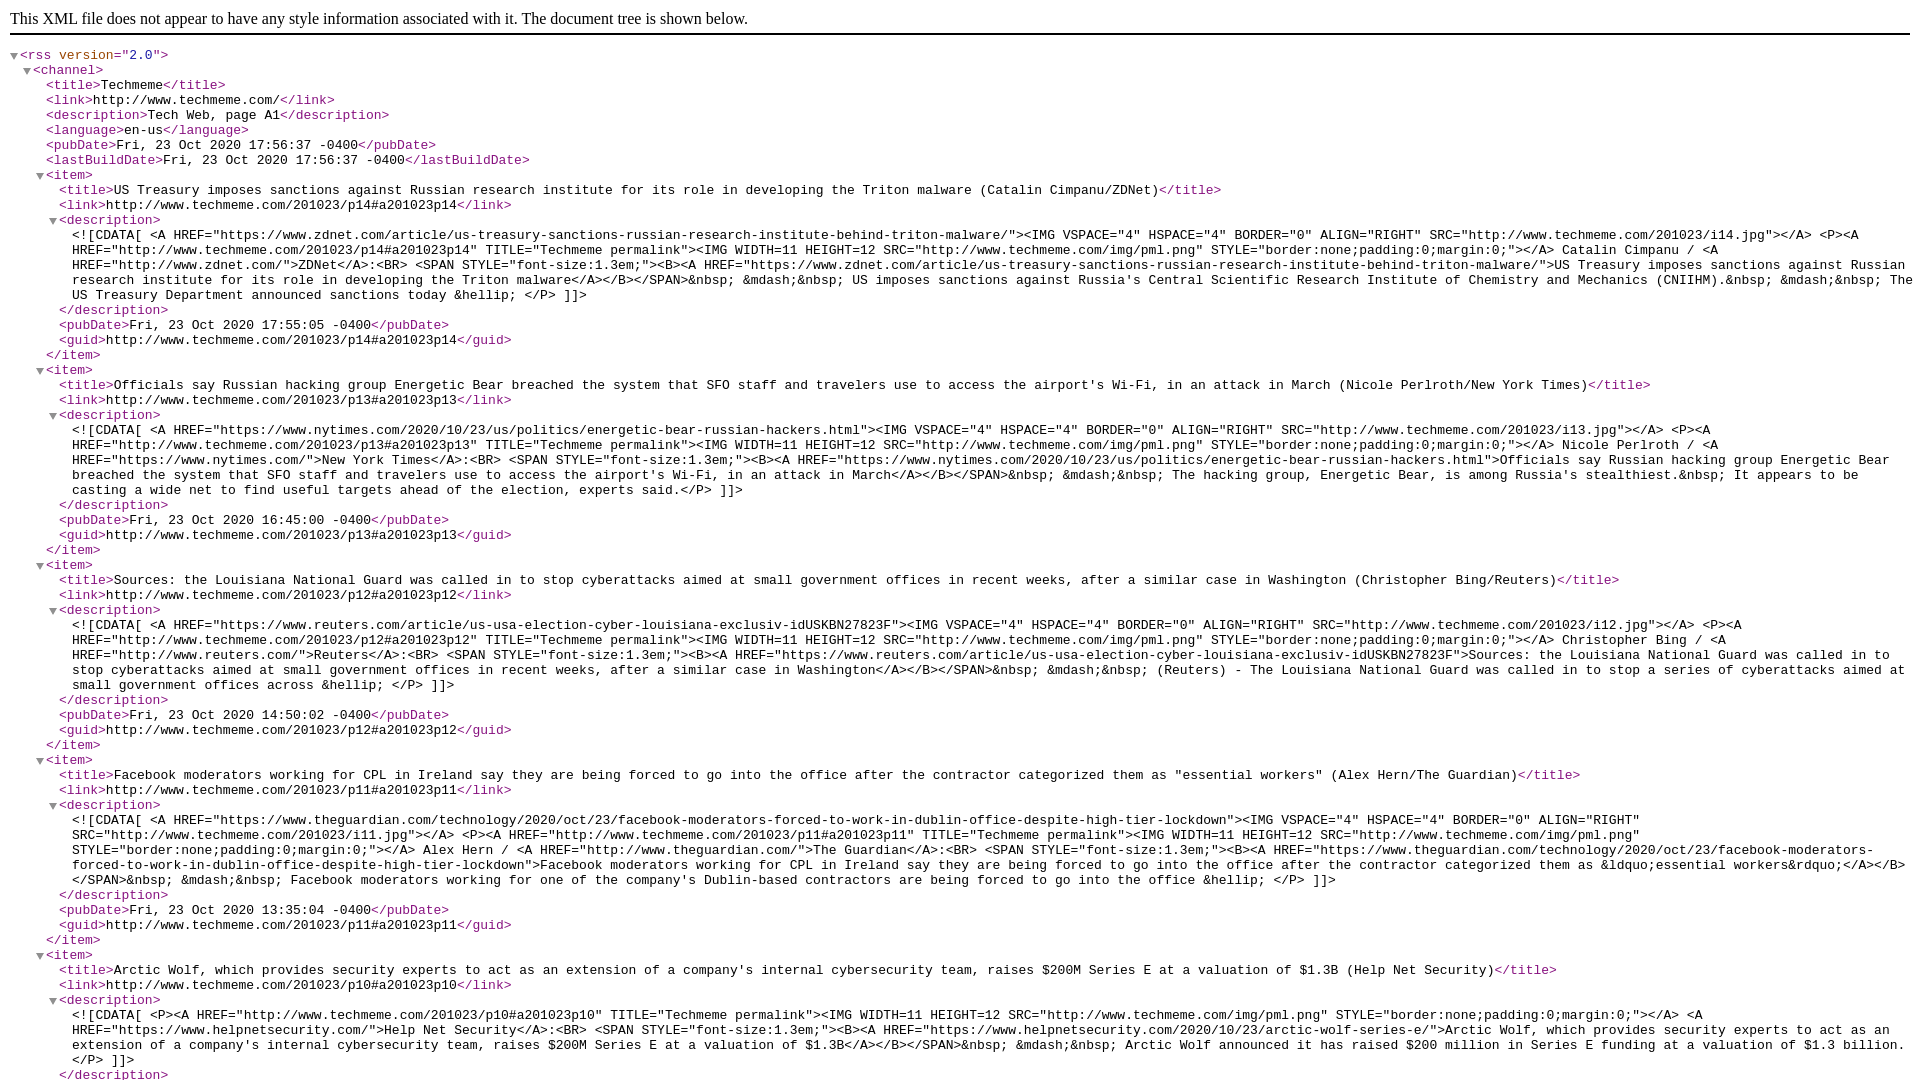 This XML file does not appear to have any style information associated with it. The document tree is shown below.
<rss version="2.0">
<channel>
<title>Techmeme</title>
<link>http://www.techmeme.com/</link>
<description>Tech Web, page A1</description>
<language>en-us</language>
<pubDate>Fri, 23 Oct 2020 17:56:37 -0400</pubDate>
<lastBuildDate>Fri, 23 Oct 2020 17:56:37 -0400</lastBuildDate>
<item>
<title>US Treasury imposes sanctions against Russian research institute for its role in developing the Triton malware (Catalin Cimpanu/ZDNet)</title>
<link>http://www.techmeme.com/201023/p14#a201023p14</link>
<description>
<![CDATA[ <A HREF="https://www.zdnet.com/article/us-treasury-sanctions-russian-research-institute-behind-triton-malware/"><IMG VSPACE="4" HSPACE="4" BORDER="0" ALIGN="RIGHT" SRC="http://www.techmeme.com/201023/i14.jpg"></A> <P><A
HREF="http://www.techmeme.com/201023/p14#a201023p14" TITLE="Techmeme permalink"><IMG WIDTH=11 HEIGHT=12 SRC="http://www.techmeme.com/img/pml.png" STYLE="border:none;padding:0;margin:0;"></A> Catalin Cimpanu / <A
HREF="http://www.zdnet.com/">ZDNet</A>:<BR> <SPAN STYLE="font-size:1.3em;"><B><A HREF="https://www.zdnet.com/article/us-treasury-sanctions-russian-research-institute-behind-triton-malware/">US Treasury imposes sanctions against Russian
research institute for its role in developing the Triton malware</A></B></SPAN>&nbsp; &mdash;&nbsp; US imposes sanctions against Russia's Central Scientific Research Institute of Chemistry and Mechanics (CNIIHM).&nbsp; &mdash;&nbsp; The
US Treasury Department announced sanctions today &hellip; </P> ]]>
</description>
<pubDate>Fri, 23 Oct 2020 17:55:05 -0400</pubDate>
<guid>http://www.techmeme.com/201023/p14#a201023p14</guid>
</item>
<item>
<title>Officials say Russian hacking group Energetic Bear breached the system that SFO staff and travelers use to access the airport's Wi-Fi, in an attack in March (Nicole Perlroth/New York Times)</title>
<link>http://www.techmeme.com/201023/p13#a201023p13</link>
<description>
<![CDATA[ <A HREF="https://www.nytimes.com/2020/10/23/us/politics/energetic-bear-russian-hackers.html"><IMG VSPACE="4" HSPACE="4" BORDER="0" ALIGN="RIGHT" SRC="http://www.techmeme.com/201023/i13.jpg"></A> <P><A
HREF="http://www.techmeme.com/201023/p13#a201023p13" TITLE="Techmeme permalink"><IMG WIDTH=11 HEIGHT=12 SRC="http://www.techmeme.com/img/pml.png" STYLE="border:none;padding:0;margin:0;"></A> Nicole Perlroth / <A
HREF="https://www.nytimes.com/">New York Times</A>:<BR> <SPAN STYLE="font-size:1.3em;"><B><A HREF="https://www.nytimes.com/2020/10/23/us/politics/energetic-bear-russian-hackers.html">Officials say Russian hacking group Energetic Bear
breached the system that SFO staff and travelers use to access the airport's Wi-Fi, in an attack in March</A></B></SPAN>&nbsp; &mdash;&nbsp; The hacking group, Energetic Bear, is among Russia's stealthiest.&nbsp; It appears to be
casting a wide net to find useful targets ahead of the election, experts said.</P> ]]>
</description>
<pubDate>Fri, 23 Oct 2020 16:45:00 -0400</pubDate>
<guid>http://www.techmeme.com/201023/p13#a201023p13</guid>
</item>
<item>
<title>Sources: the Louisiana National Guard was called in to stop cyberattacks aimed at small government offices in recent weeks, after a similar case in Washington (Christopher Bing/Reuters)</title>
<link>http://www.techmeme.com/201023/p12#a201023p12</link>
<description>
<![CDATA[ <A HREF="https://www.reuters.com/article/us-usa-election-cyber-louisiana-exclusiv-idUSKBN27823F"><IMG VSPACE="4" HSPACE="4" BORDER="0" ALIGN="RIGHT" SRC="http://www.techmeme.com/201023/i12.jpg"></A> <P><A
HREF="http://www.techmeme.com/201023/p12#a201023p12" TITLE="Techmeme permalink"><IMG WIDTH=11 HEIGHT=12 SRC="http://www.techmeme.com/img/pml.png" STYLE="border:none;padding:0;margin:0;"></A> Christopher Bing / <A
HREF="http://www.reuters.com/">Reuters</A>:<BR> <SPAN STYLE="font-size:1.3em;"><B><A HREF="https://www.reuters.com/article/us-usa-election-cyber-louisiana-exclusiv-idUSKBN27823F">Sources: the Louisiana National Guard was called in to
stop cyberattacks aimed at small government offices in recent weeks, after a similar case in Washington</A></B></SPAN>&nbsp; &mdash;&nbsp; (Reuters) - The Louisiana National Guard was called in to stop a series of cyberattacks aimed at
small government offices across &hellip; </P> ]]>
</description>
<pubDate>Fri, 23 Oct 2020 14:50:02 -0400</pubDate>
<guid>http://www.techmeme.com/201023/p12#a201023p12</guid>
</item>
<item>
<title>Facebook moderators working for CPL in Ireland say they are being forced to go into the office after the contractor categorized them as "essential workers" (Alex Hern/The Guardian)</title>
<link>http://www.techmeme.com/201023/p11#a201023p11</link>
<description>
<![CDATA[ <A HREF="https://www.theguardian.com/technology/2020/oct/23/facebook-moderators-forced-to-work-in-dublin-office-despite-high-tier-lockdown"><IMG VSPACE="4" HSPACE="4" BORDER="0" ALIGN="RIGHT"
SRC="http://www.techmeme.com/201023/i11.jpg"></A> <P><A HREF="http://www.techmeme.com/201023/p11#a201023p11" TITLE="Techmeme permalink"><IMG WIDTH=11 HEIGHT=12 SRC="http://www.techmeme.com/img/pml.png"
STYLE="border:none;padding:0;margin:0;"></A> Alex Hern / <A HREF="http://www.theguardian.com/">The Guardian</A>:<BR> <SPAN STYLE="font-size:1.3em;"><B><A HREF="https://www.theguardian.com/technology/2020/oct/23/facebook-moderators-
forced-to-work-in-dublin-office-despite-high-tier-lockdown">Facebook moderators working for CPL in Ireland say they are being forced to go into the office after the contractor categorized them as &ldquo;essential workers&rdquo;</A></B>
</SPAN>&nbsp; &mdash;&nbsp; Facebook moderators working for one of the company's Dublin-based contractors are being forced to go into the office &hellip; </P> ]]>
</description>
<pubDate>Fri, 23 Oct 2020 13:35:04 -0400</pubDate>
<guid>http://www.techmeme.com/201023/p11#a201023p11</guid>
</item>
<item>
<title>Arctic Wolf, which provides security experts to act as an extension of a company's internal cybersecurity team, raises $200M Series E at a valuation of $1.3B (Help Net Security)</title>
<link>http://www.techmeme.com/201023/p10#a201023p10</link>
<description>
<![CDATA[ <P><A HREF="http://www.techmeme.com/201023/p10#a201023p10" TITLE="Techmeme permalink"><IMG WIDTH=11 HEIGHT=12 SRC="http://www.techmeme.com/img/pml.png" STYLE="border:none;padding:0;margin:0;"></A> <A
HREF="https://www.helpnetsecurity.com/">Help Net Security</A>:<BR> <SPAN STYLE="font-size:1.3em;"><B><A HREF="https://www.helpnetsecurity.com/2020/10/23/arctic-wolf-series-e/">Arctic Wolf, which provides security experts to act as an
extension of a company's internal cybersecurity team, raises $200M Series E at a valuation of $1.3B</A></B></SPAN>&nbsp; &mdash;&nbsp; Arctic Wolf announced it has raised $200 million in Series E funding at a valuation of $1.3 billion.
</P> ]]>
</description>